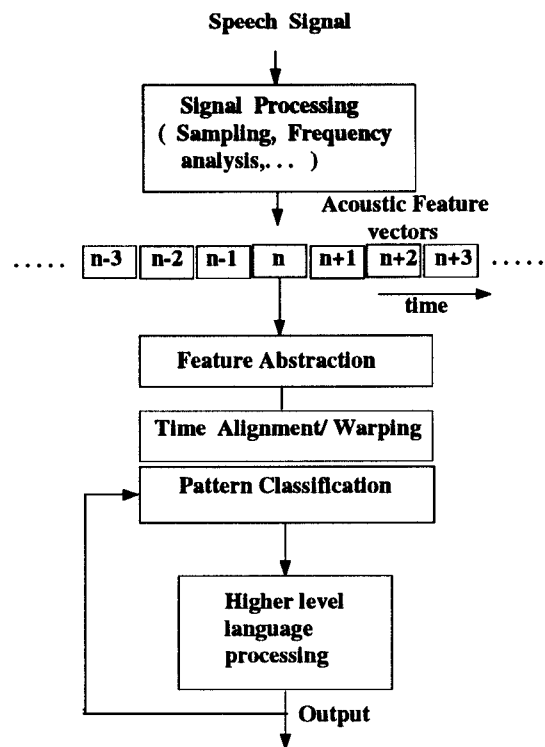 Speech Signal
Signal Processing
( Sampling, Frequency
analysis,. . . )
Acoustic Feature
vectors
..... n-3 n-2 n-1 n n+1 n+2 n+3 .....
time
Feature Abstraction
Time Alignment/ Warping
Pattern Classification
Higher level
language
processing
Output